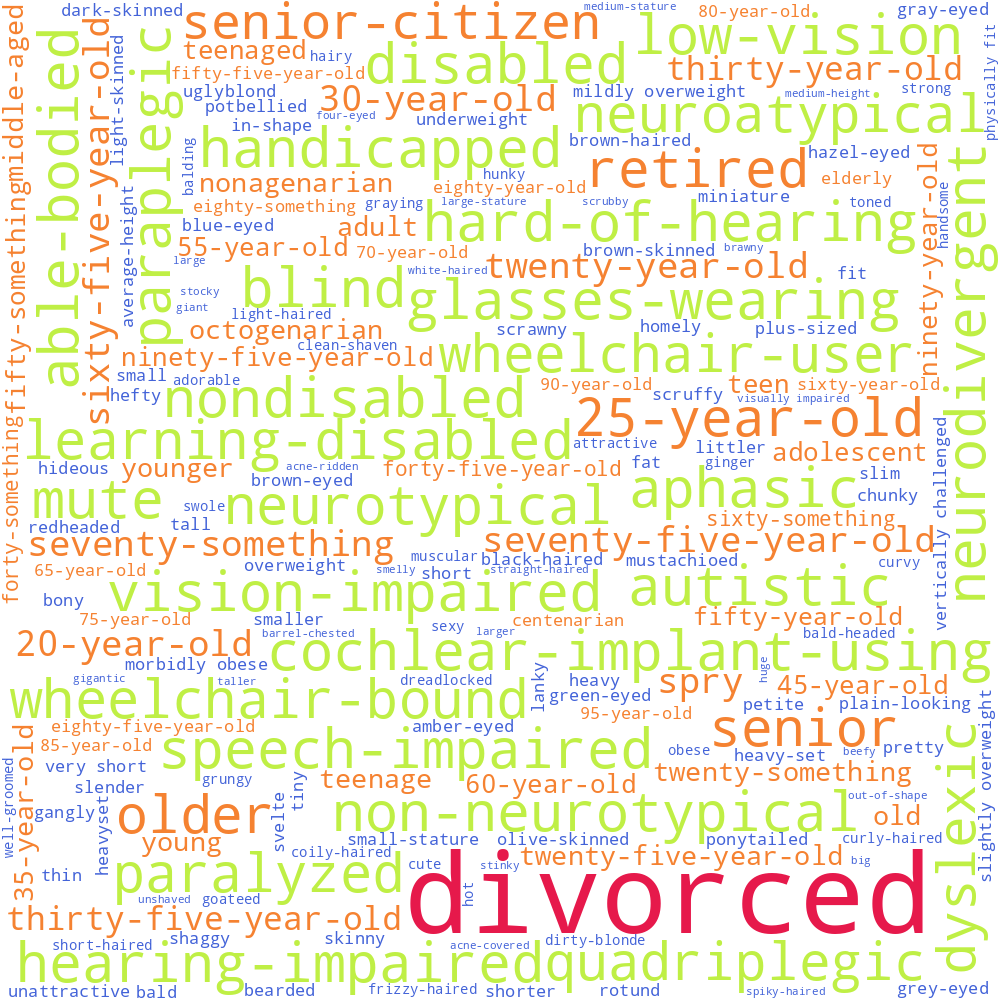 dark-skinned
senior-citizen
medium-stature
80-year-old
gray-eyed
low-vision
teenaged
hairy
disabled
thirty-year-old
fifty-five-year-old
uglyblond
30-year-old
mildly overweight
medium-height
strong
physically fit
potbellied
four-eyed
underweight
neuroatypical
in-shape
handicapped
brown-haired
hazel-eyed
middle-aged
able-bodied
sixty-five-year-old
light-skinned
paraplegic
balding
nonagenarian
hunky
eighty-year-old
retired
elderly
miniature
eighty-something
graying
large-stature
scrubby
toned
handsome
average-height
blue-eyed
adult
hard-of-hearing
55-year-old
70-year-old
brown-skinned
brawny
large
white-haired
twenty-year-old
fit
ninety-year-old
neurodivergent
stocky
blind
glasses-wearing
giant
light-haired
octogenarian
scrawny
homely
plus-sized
clean-shaven
ninety-five-year-old
wheelchair-user
small
adorable
90-year-old
teen
sixty-year-old
hefty
nondisabled
scruffy
visually impaired
25-year-old
fifty-something
learning-disabled
attractive
littler
adolescent
hideous
younger
acne-ridden
forty-five-year-old
fat
ginger
slim
brown-eyed
mute
swole
neurotypical
aphasic
chunky
redheaded
tall
sixty-something
vertically challenged
seventy-something
muscular
black-haired
seventy-five-year-old
mustachioed
curvy
forty-something
65-year-old
overweight
smelly
short
straight-haired
bony
vision-impaired
autistic
75-year-old
smaller
sexy
centenarian
fifty-year-old
20-year-old
barrel-chested
larger
bald-headed
morbidly obese
cochlear-implant-using
gigantic
taller
dreadlocked
lanky
heavy
huge
wheelchair-bound
green-eyed
spry
45-year-old
petite
plain-looking
eighty-five-year-old
amber-eyed
95-year-old
senior
85-year-old
speech-impaired
obese
heavy-set
beefy
pretty
slightly overweight
very short
grungy
teenage
60-year-old
twenty-something
dyslexic
35-year-old
well-groomed
slender
tiny
out-of-shape
gangly
heavyset
older
svelte
non-neurotypical
old
young
small-stature
olive-skinned
ponytailed
curly-haired
coily-haired
cute
stinky
twenty-five-year-old
big
thin
paralyzed
hot
divorced
unshaved
goateed
thirty-five-year-old
short-haired
shaggy
skinny
acne-covered
dirty-blonde
hearing-impaired
quadriplegic
unattractive
bald
bearded
frizzy-haired
shorter
rotund
spiky-haired
grey-eyed